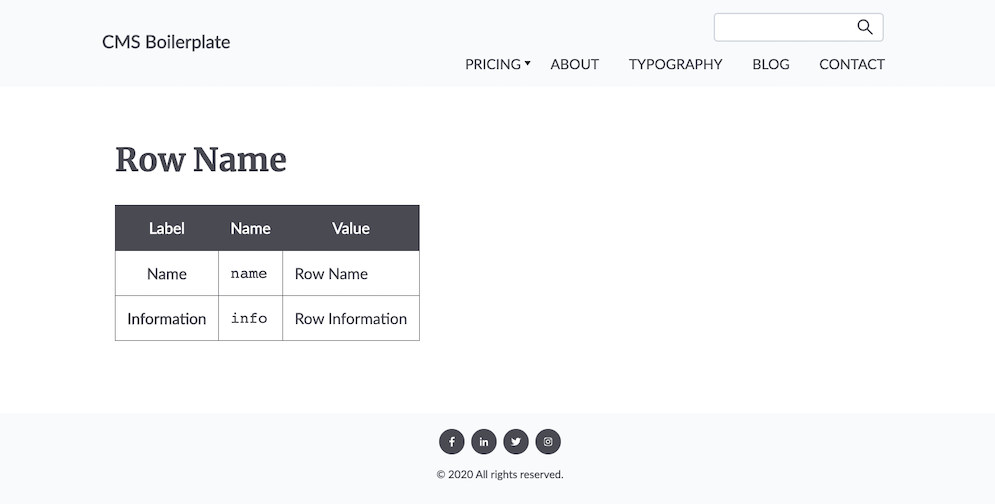 CMS Boilerplate
PRICING ABOUT TYPOGRAPHY BLOG CONTACT
Row Name
Label Name Value
Name name Row Name
Information info Row Information
© 2020 All rights reserved.